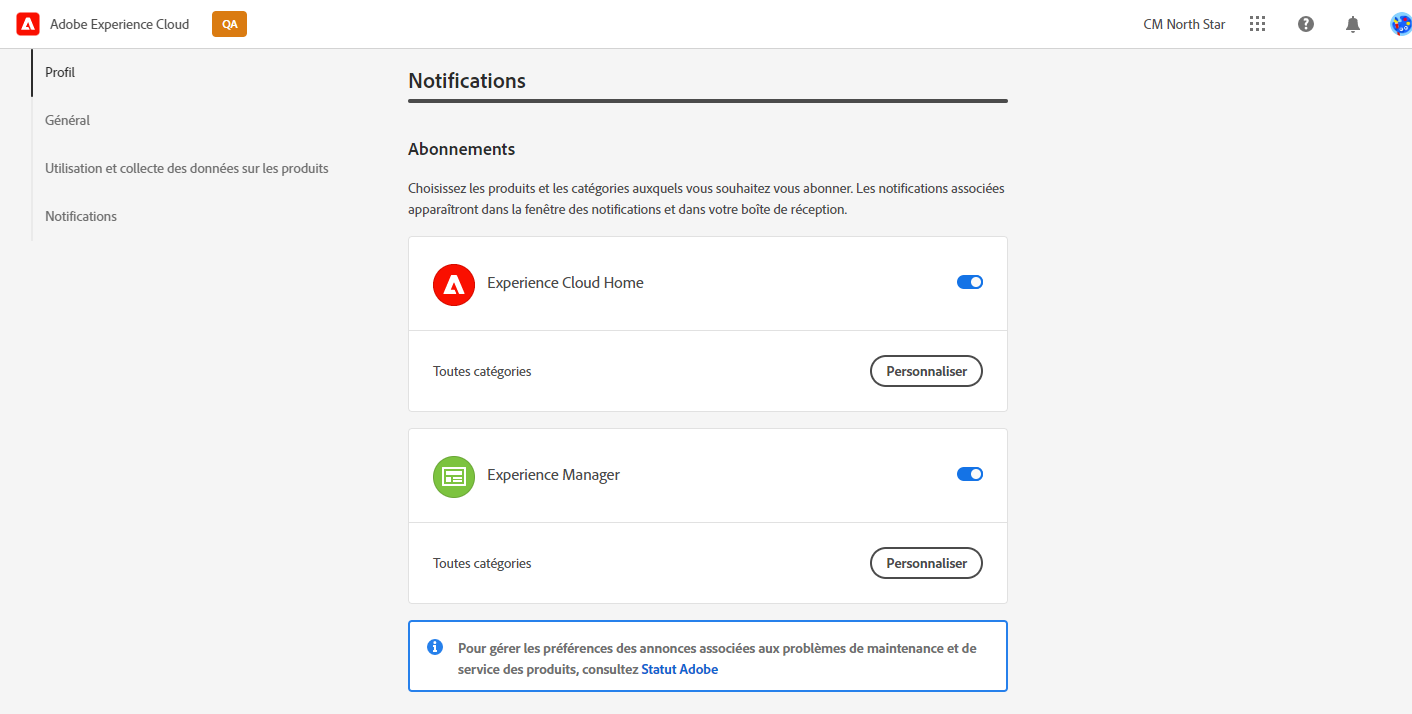 Adobe Experience Cloud
QA
CM North Star
Profil
Général
Utilisation et collecte des données sur les produits
Notifications
Notifications
Abonnements
Choisissez les produits et les catégories auxquels vous souhaitez vous abonner. Les notifications associées
apparaîtront dans la fenêtre des notifications et dans votre boîte de réception.
Experience Cloud Home
Toutes catégories
Personnaliser
Experience Manager
Toutes catégories
Personnaliser
Pour gérer les préférences des annonces associées aux problèmes de maintenance et de
service des produits, consultez Statut Adobe